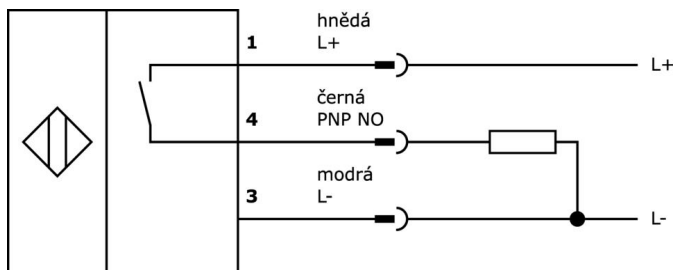 hnědá
1 L+
L+
černá
4 PNP NO
modrá
3 L-
L-